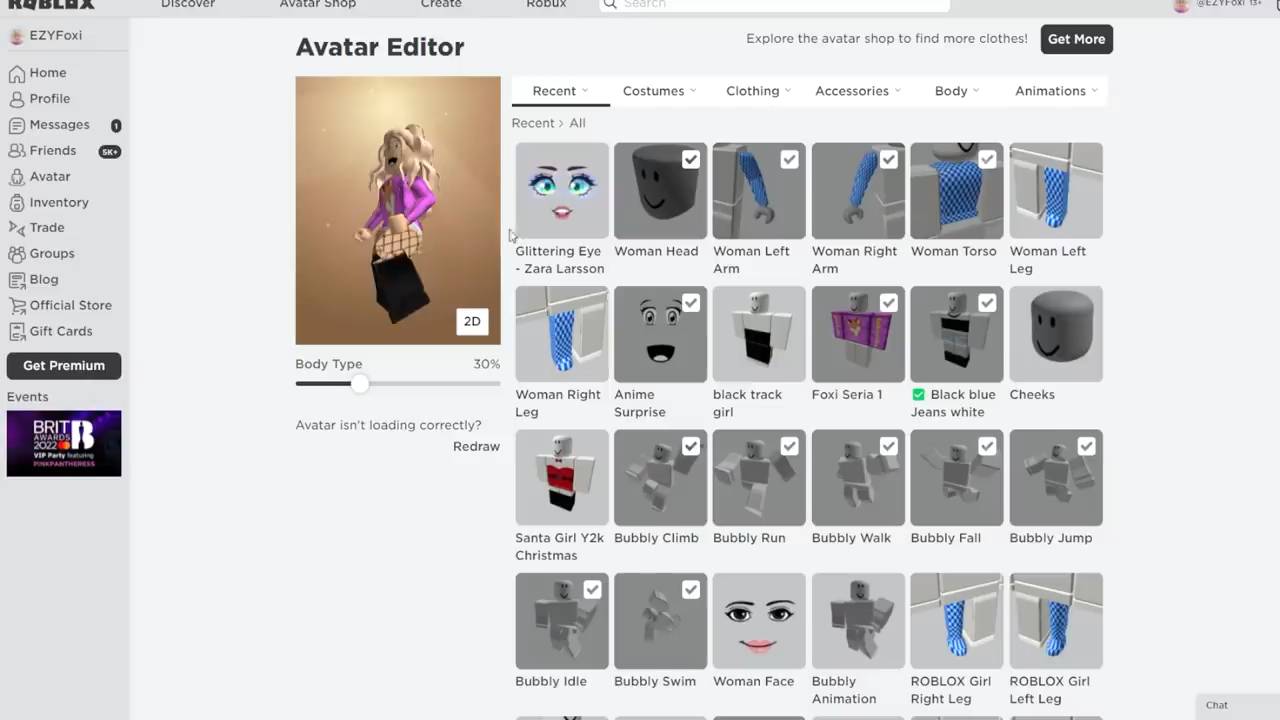 ROBLOX
Discover
Avatar Shop
Create
Robux
Search
@EZYFoxi 13+
EZYFoxi
Home
Profile
Messages 1
Friends 5K+
Avatar
Inventory
Trade
Groups
Blog
Official Store
Gift Cards
Get Premium
Events
BRIT
AWARDS
2022
B
VIP Party featuring
PINKPANTHERESS
Avatar Editor
Explore the avatar shop to find more clothes!
Get More
2D
Body Type 30%
Avatar isn't loading correctly?
Redraw
Recent
Costumes
Clothing
Accessories
Body
Animations
Recent > All
Glittering Eye
- Zara Larsson
Woman Head
Woman Left
Arm
Woman Right
Arm
Woman Torso
Woman Left
Leg
Woman Right
Leg
Anime
Surprise
black track
girl
Foxi Seria 1
✅ Black blue
Jeans white
Cheeks
Santa Girl Y2k
Christmas
Bubbly Climb
Bubbly Run
Bubbly Walk
Bubbly Fall
Bubbly Jump
Bubbly Idle
Bubbly Swim
Woman Face
Bubbly
Animation
ROBLOX Girl
Right Leg
ROBLOX Girl
Left Leg
Chat